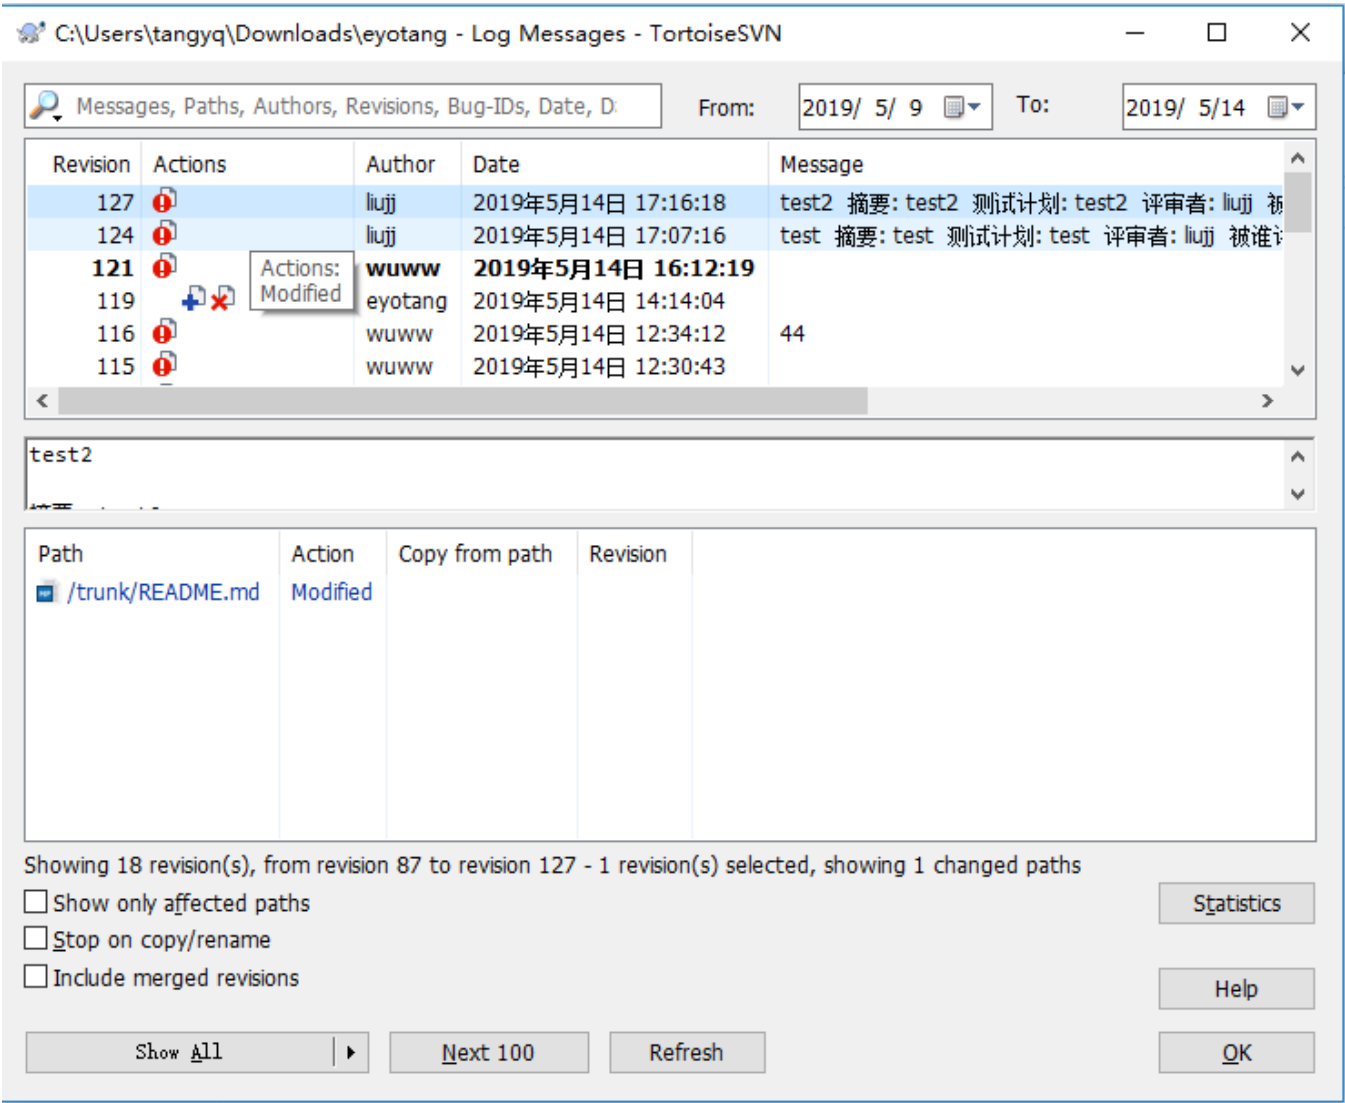 C:\Users\tangyq\Downloads\eyotang - Log Messages - TortoiseSVN
Messages, Paths, Authors, Revisions, Bug-IDs, Date, D
From: 2019/ 5/ 9 To: 2019/ 5/14
Revision Actions Author Date Message
127 liujj 2019年5月14日 17:16:18 test2 摘要: test2 测试计划: test2 评审者: liujj 被
124 liujj 2019年5月14日 17:07:16 test 摘要: test 测试计划: test 评审者: liujj 被谁
121 wuww 2019年5月14日 16:12:19
Actions:
Modified
119 eyotang 2019年5月14日 14:14:04
116 wuww 2019年5月14日 12:34:12 44
115 wuww 2019年5月14日 12:30:43
test2
Path Action Copy from path Revision
/trunk/README.md Modified
Showing 18 revision(s), from revision 87 to revision 127 - 1 revision(s) selected, showing 1 changed paths
Show only affected paths
Statistics
Stop on copy/rename
Include merged revisions
Help
Show All Next 100 Refresh OK